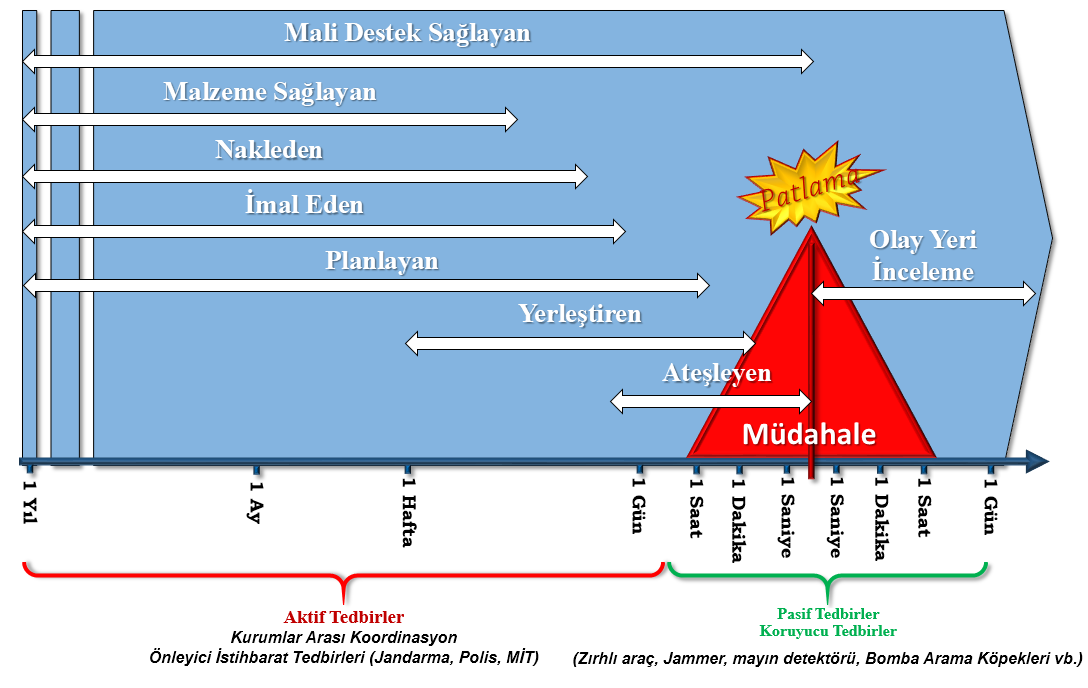 Mali Destek Sağlayan
Malzeme Sağlayan
Nakleden
İmal Eden
Planlayan
Yerleştiren
Ateşleyen
Patlama
Olay Yeri
İnceleme
Müdahale
1 Yıl
1 Ay
1 Hafta
1 Gün
1 Saat
1 Dakika
1 Saniye
1 Saniye
1 Dakika
1 Saat
1 Gün
Aktif Tedbirler
Kurumlar Arası Koordinasyon
Önleyici İstihbarat Tedbirleri (Jandarma, Polis, MİT)
Pasif Tedbirler
Koruyucu Tedbirler
(Zırhlı araç, Jammer, mayın detektörü, Bomba Arama Köpekleri vb.)